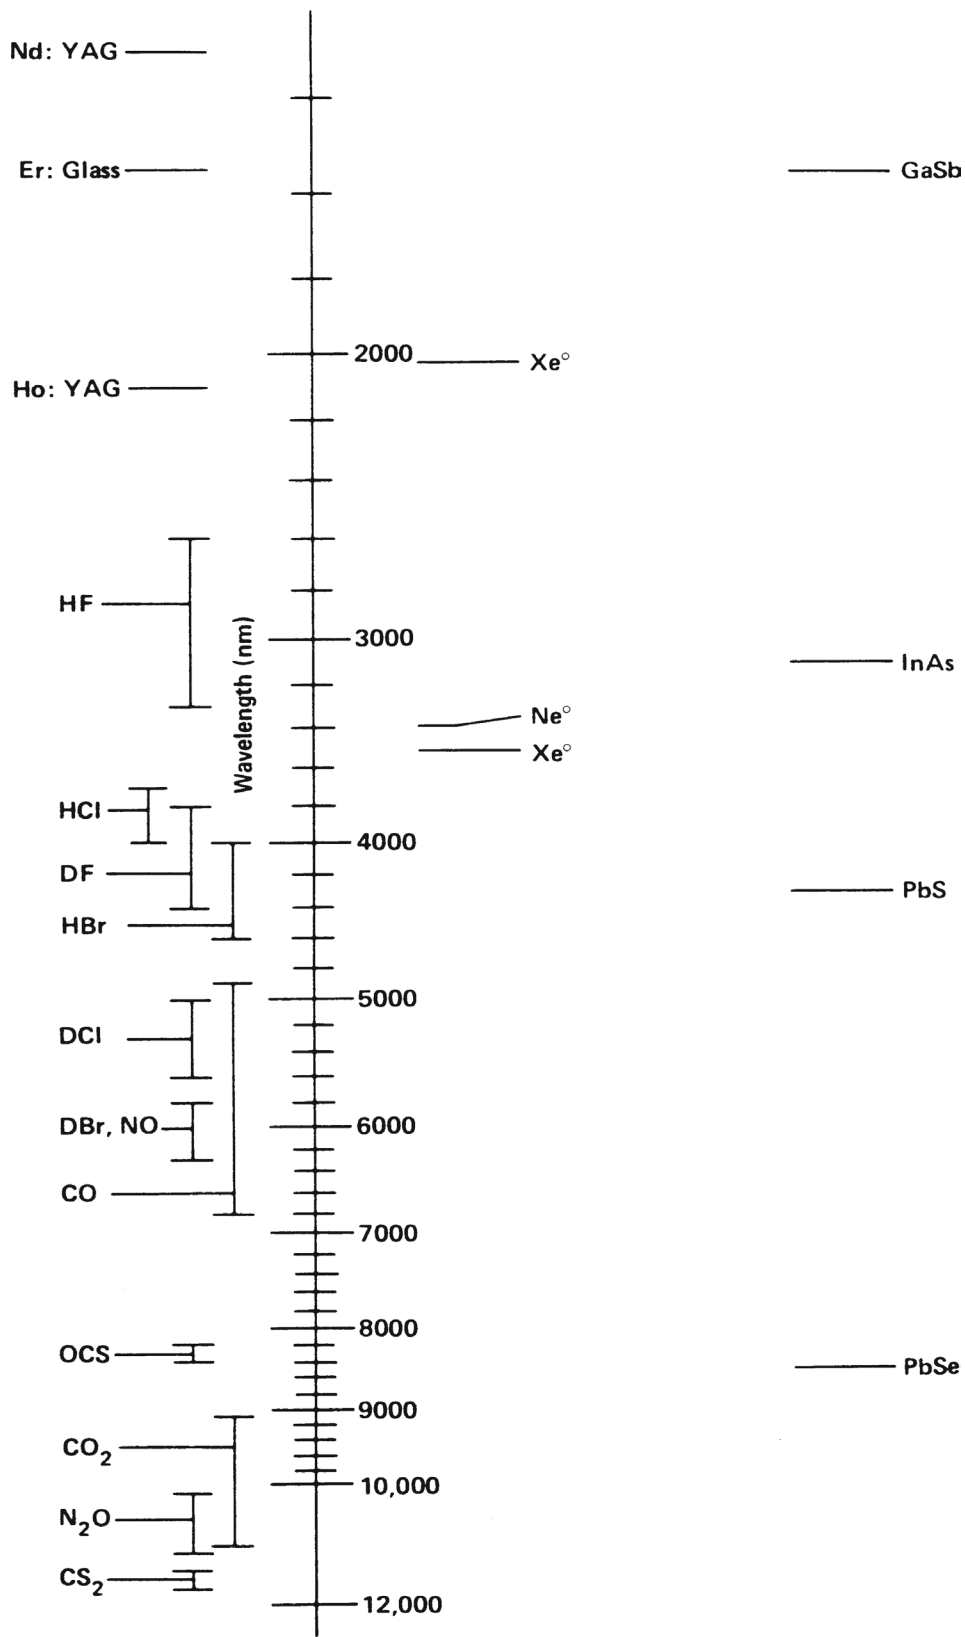 Nd: YAG
Er: Glass
GaSb
2000
Xe°
Ho: YAG
HF
Wavelength (nm)
3000
InAs
Ne°
Xe°
HCl
4000
DF
PbS
HBr
5000
DCl
DBr, NO
6000
CO
7000
8000
OCS
PbSe
9000
CO₂
10,000
N₂O
CS₂
12,000